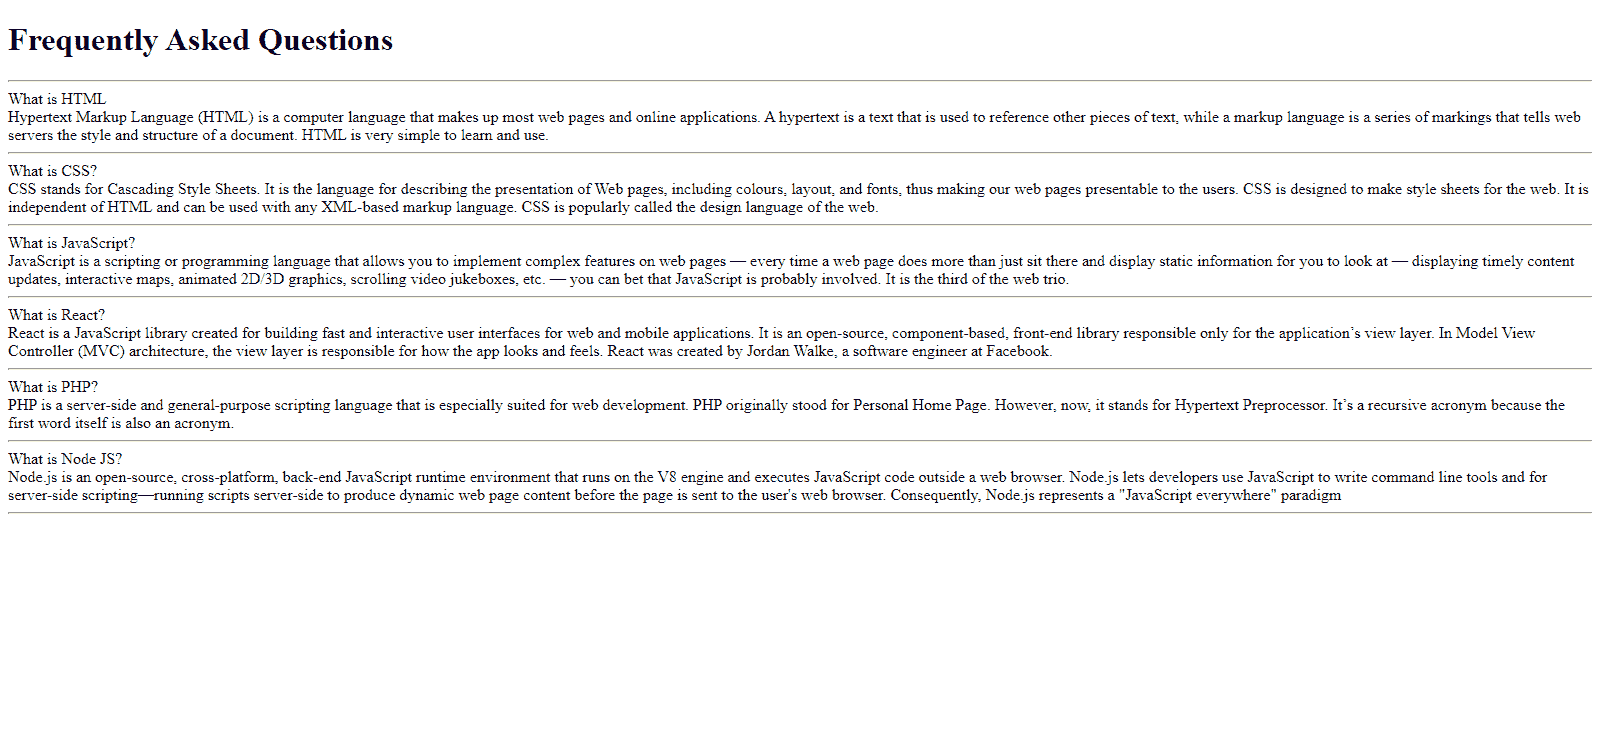 Frequently Asked Questions
What is HTML
Hypertext Markup Language (HTML) is a computer language that makes up most web pages and online applications. A hypertext is a text that is used to reference other pieces of text, while a markup language is a series of markings that tells web
servers the style and structure of a document. HTML is very simple to learn and use.
What is CSS?
CSS stands for Cascading Style Sheets. It is the language for describing the presentation of Web pages, including colours, layout, and fonts, thus making our web pages presentable to the users. CSS is designed to make style sheets for the web. It is
independent of HTML and can be used with any XML-based markup language. CSS is popularly called the design language of the web.
What is JavaScript?
JavaScript is a scripting or programming language that allows you to implement complex features on web pages — every time a web page does more than just sit there and display static information for you to look at — displaying timely content
updates, interactive maps, animated 2D/3D graphics, scrolling video jukeboxes, etc. — you can bet that JavaScript is probably involved. It is the third of the web trio.
What is React?
React is a JavaScript library created for building fast and interactive user interfaces for web and mobile applications. It is an open-source, component-based, front-end library responsible only for the application’s view layer. In Model View
Controller (MVC) architecture, the view layer is responsible for how the app looks and feels. React was created by Jordan Walke, a software engineer at Facebook.
What is PHP?
PHP is a server-side and general-purpose scripting language that is especially suited for web development. PHP originally stood for Personal Home Page. However, now, it stands for Hypertext Preprocessor. It’s a recursive acronym because the
first word itself is also an acronym.
What is Node JS?
Node.js is an open-source, cross-platform, back-end JavaScript runtime environment that runs on the V8 engine and executes JavaScript code outside a web browser. Node.js lets developers use JavaScript to write command line tools and for
server-side scripting—running scripts server-side to produce dynamic web page content before the page is sent to the user's web browser. Consequently, Node.js represents a "JavaScript everywhere" paradigm